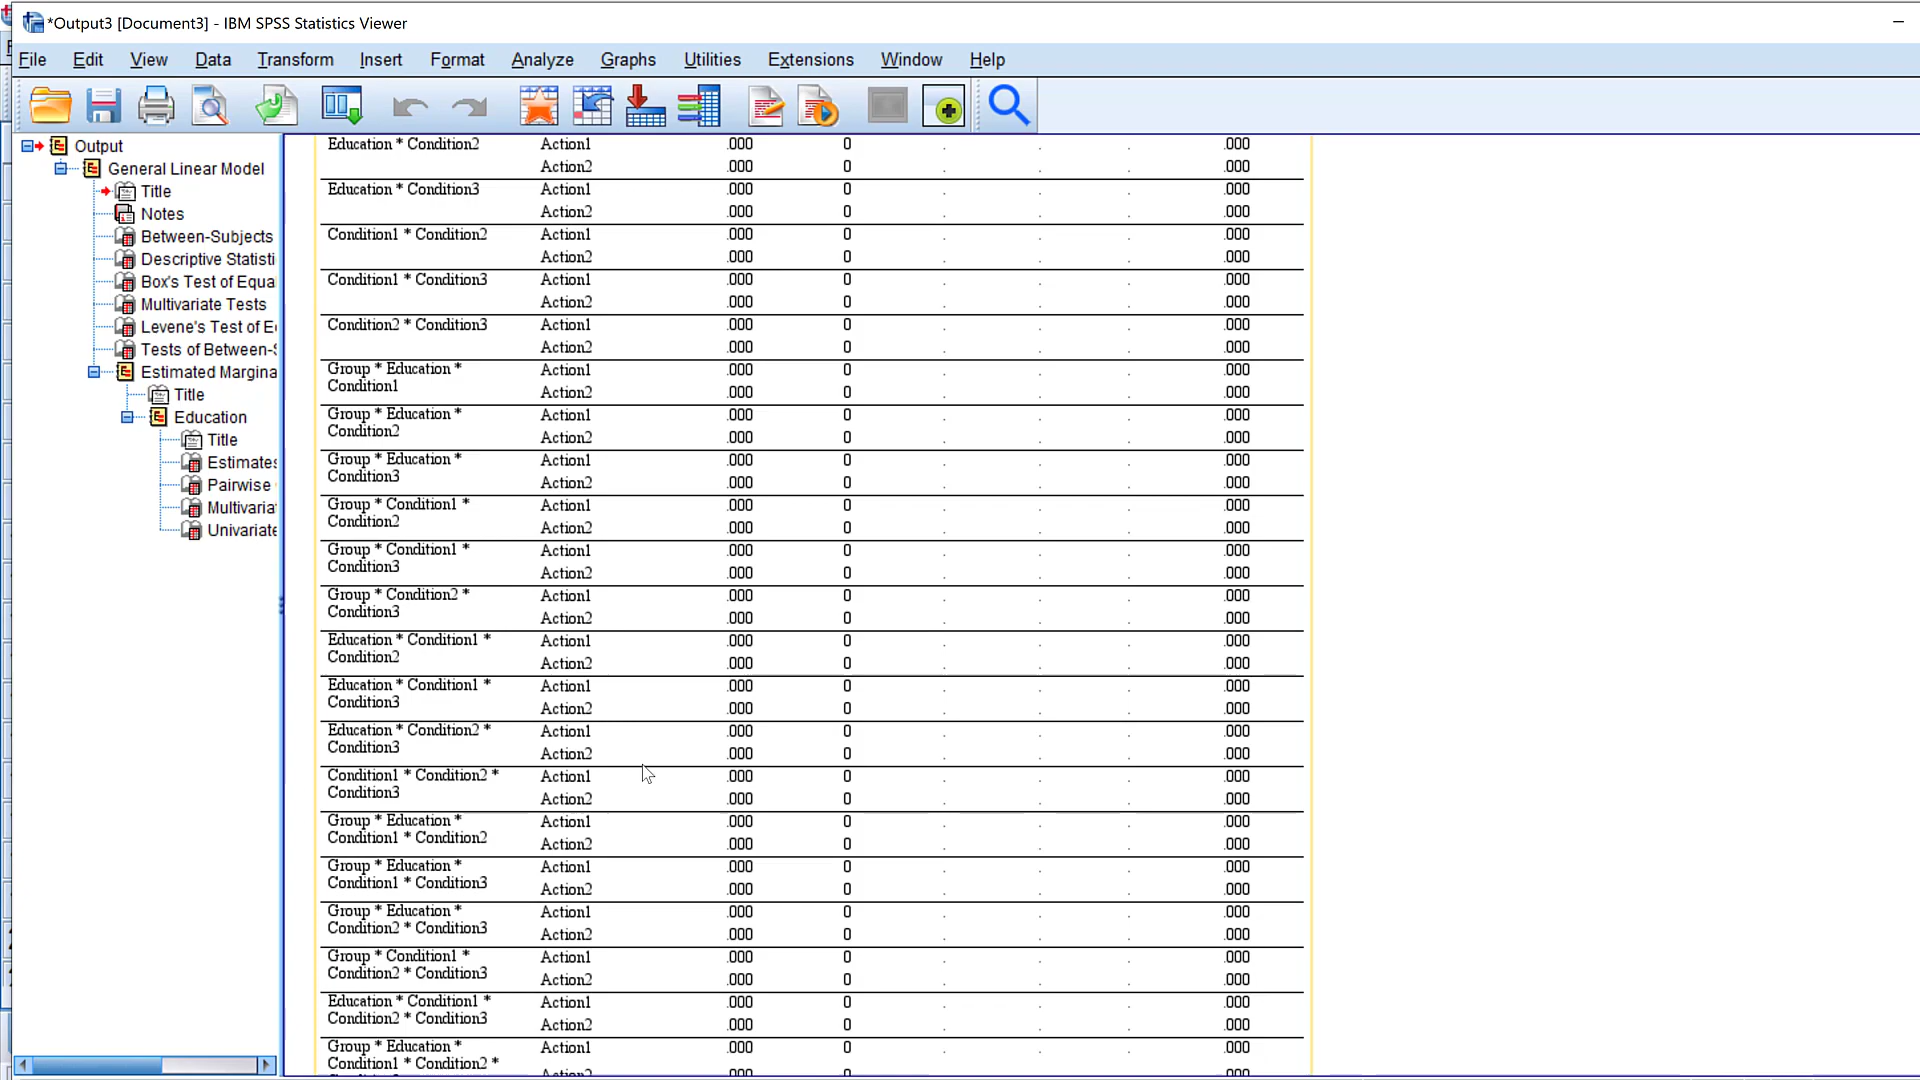 *Output3 [Document3] - IBM SPSS Statistics Viewer
File Edit View Data Transform Insert Format Analyze Graphs Utilities Extensions Window Help
Output
General Linear Model
Title
Notes
Between-Subjects
Descriptive Statisti
Box's Test of Equa
Multivariate Tests
Levene's Test of E
Tests of Between-S
Estimated Margina
Title
Education
Title
Estimates
Pairwise
Multivaria
Univariate
Education * Condition2 Action1 .000 0 . . . .000
Action2 .000 0 . . . .000
Education * Condition3 Action1 .000 0 . . . .000
Action2 .000 0 . . . .000
Condition1 * Condition2 Action1 .000 0 . . . .000
Action2 .000 0 . . . .000
Condition1 * Condition3 Action1 .000 0 . . . .000
Action2 .000 0 . . . .000
Condition2 * Condition3 Action1 .000 0 . . . .000
Action2 .000 0 . . . .000
Group * Education * Action1 .000 0 . . . .000
Condition1 Action2 .000 0 . . . .000
Group * Education * Action1 .000 0 . . . .000
Condition2 Action2 .000 0 . . . .000
Group * Education * Action1 .000 0 . . . .000
Condition3 Action2 .000 0 . . . .000
Group * Condition1 * Action1 .000 0 . . . .000
Condition2 Action2 .000 0 . . . .000
Group * Condition1 * Action1 .000 0 . . . .000
Condition3 Action2 .000 0 . . . .000
Group * Condition2 * Action1 .000 0 . . . .000
Condition3 Action2 .000 0 . . . .000
Education * Condition1 * Action1 .000 0 . . . .000
Condition2 Action2 .000 0 . . . .000
Education * Condition1 * Action1 .000 0 . . . .000
Condition3 Action2 .000 0 . . . .000
Education * Condition2 * Action1 .000 0 . . . .000
Condition3 Action2 .000 0 . . . .000
Condition1 * Condition2 * Action1 .000 0 . . . .000
Condition3 Action2 .000 0 . . . .000
Group * Education * Action1 .000 0 . . . .000
Condition1 * Condition2 Action2 .000 0 . . . .000
Group * Education * Action1 .000 0 . . . .000
Condition1 * Condition3 Action2 .000 0 . . . .000
Group * Education * Action1 .000 0 . . . .000
Condition2 * Condition3 Action2 .000 0 . . . .000
Group * Condition1 * Action1 .000 0 . . . .000
Condition2 * Condition3 Action2 .000 0 . . . .000
Education * Condition1 * Action1 .000 0 . . . .000
Condition2 * Condition3 Action2 .000 0 . . . .000
Group * Education * Action1 .000 0 . . . .000
Condition1 * Condition2 * Action2 .000 0 . . . .000